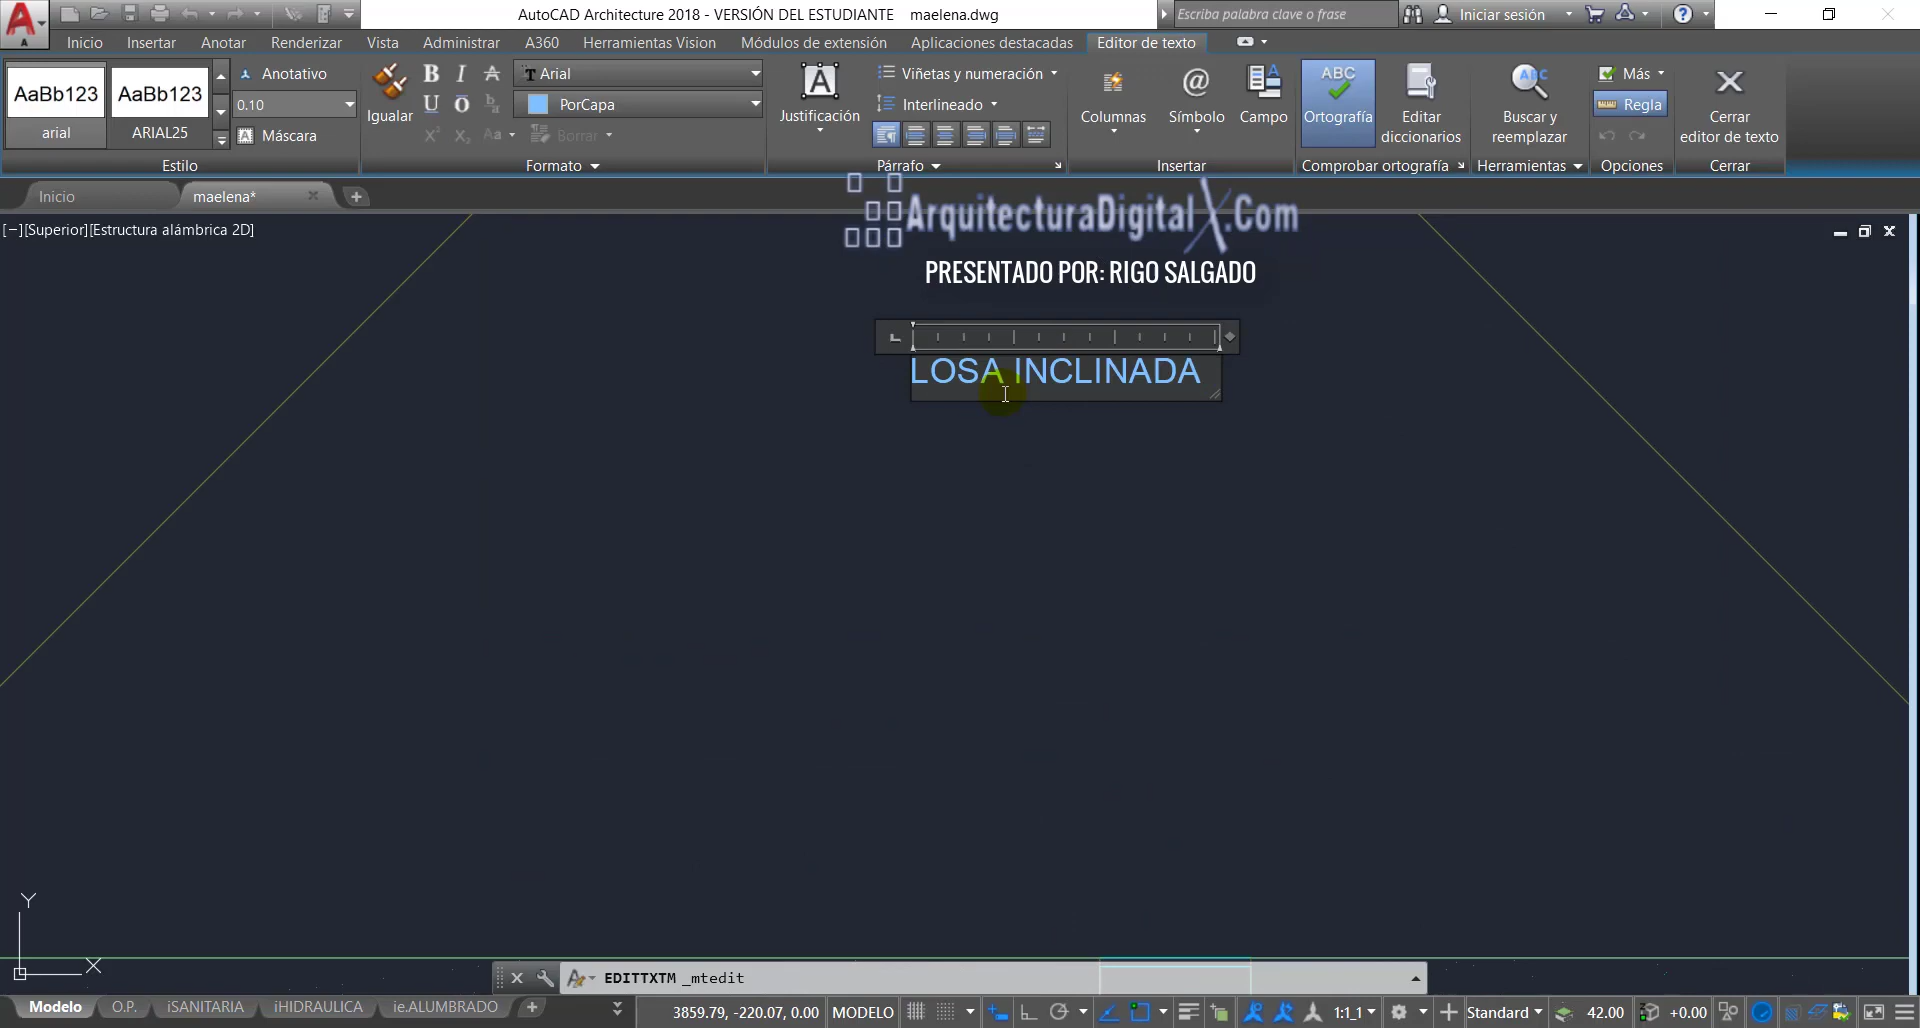 AutoCAD Architecture 2018 - VERSIÓN DEL ESTUDIANTE maelena.dwg
Escriba palabra clave o frase
Iniciar sesión
Inicio Insertar Anotar Renderizar Vista Administrar A360 Herramientas Vision Módulos de extensión Aplicaciones destacadas Editor de texto
AaBb123 AaBb123
arial ARIAL25
Anotativo
0.10
Máscara
Estilo
Igualar
B I A
U O
Arial
PorCapa
Aa Borrar
Formato
Justificación
Viñetas y numeración
Interlineado
Párrafo
Columnas Símbolo Campo
Insertar
ABC
Ortografía
Editar
diccionarios
Comprobar ortografía
Buscar y
reemplazar
Herramientas
Más
Regla
Opciones
Cerrar
editor de texto
Cerrar
Inicio maelena*
ArquitecturaDigitalX.Com
[−][Superior][Estructura alámbrica 2D]
PRESENTADO POR: RIGO SALGADO
LOSA INCLINADA
Y
X
EDITTXTM _mtedit
Modelo O.P. iSANITARIA iHIDRAULICA ie.ALUMBRADO
3859.79, -220.07, 0.00 MODELO 1:1_1 Standard 42.00 +0.00